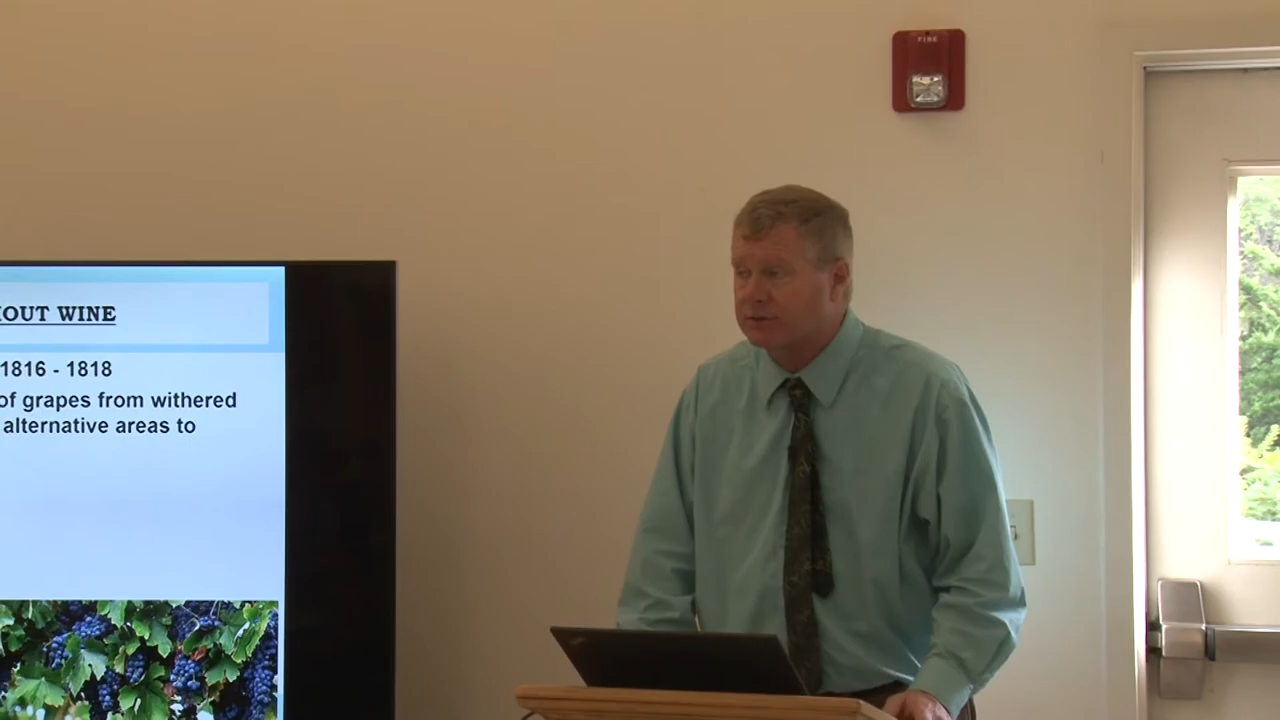 FIRE
OUT WINE
1816 - 1818
of grapes from withered
alternative areas to